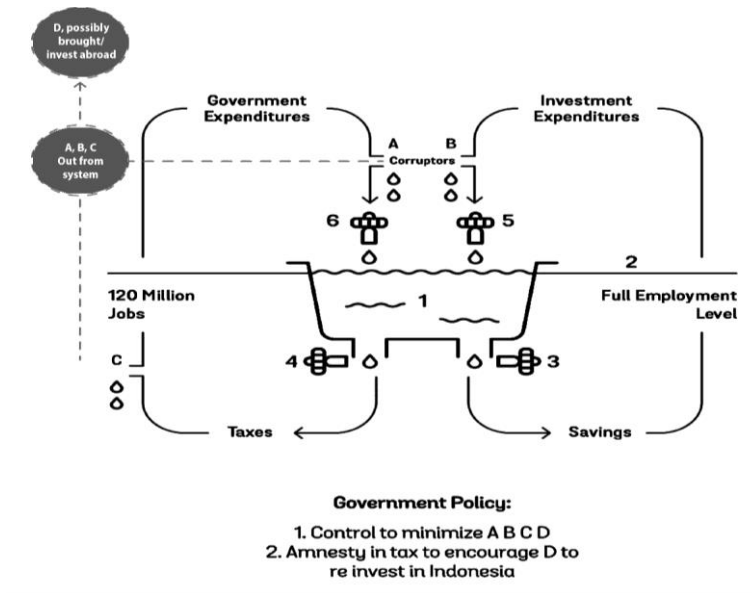 D, possibly
brought/
invest abroad
Government
Expenditures
Investment
Expenditures
A, B, C
Out from
system
A
B
Corruptors
6
5
2
120 Million
Jobs
1
Full Employment
Level
C
4
3
Taxes
Savings
Government Policy:
1. Control to minimize A B C D
2. Amnesty in tax to encourage D to
re invest in Indonesia